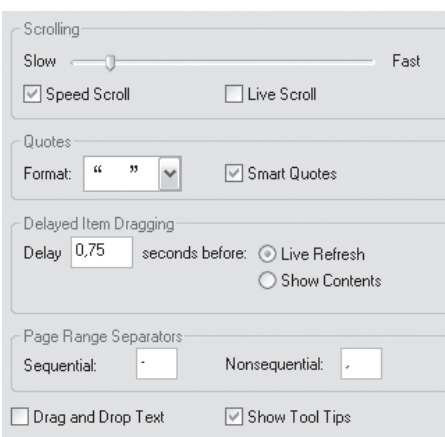 Scrolling
Slow Fast
Speed Scroll Live Scroll
Quotes
Format: “ ” Smart Quotes
Delayed Item Dragging
Delay 0,75 seconds before: Live Refresh
Show Contents
Page Range Separators
Sequential: - Nonsequential: ,
Drag and Drop Text Show Tool Tips